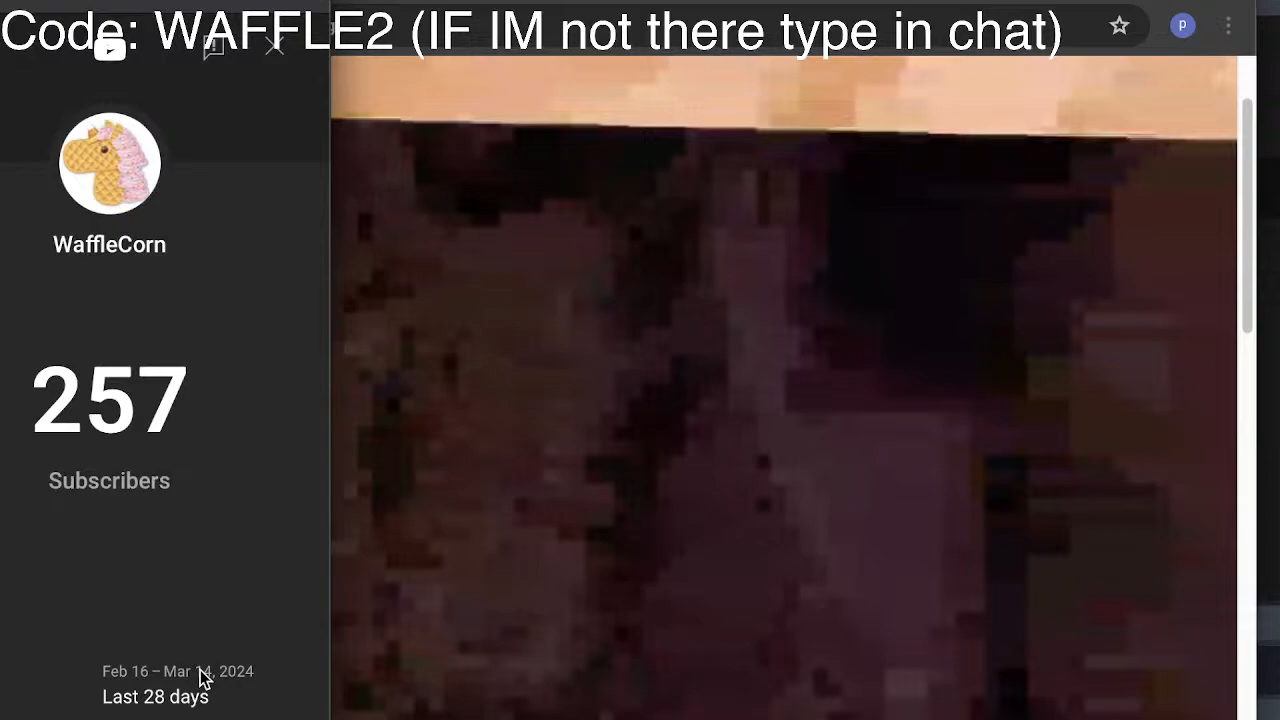 Code: WAFFLE2 (IF IM not there type in chat)
p
WaffleCorn
257
Subscribers
Feb 16 – Mar 14, 2024
Last 28 days